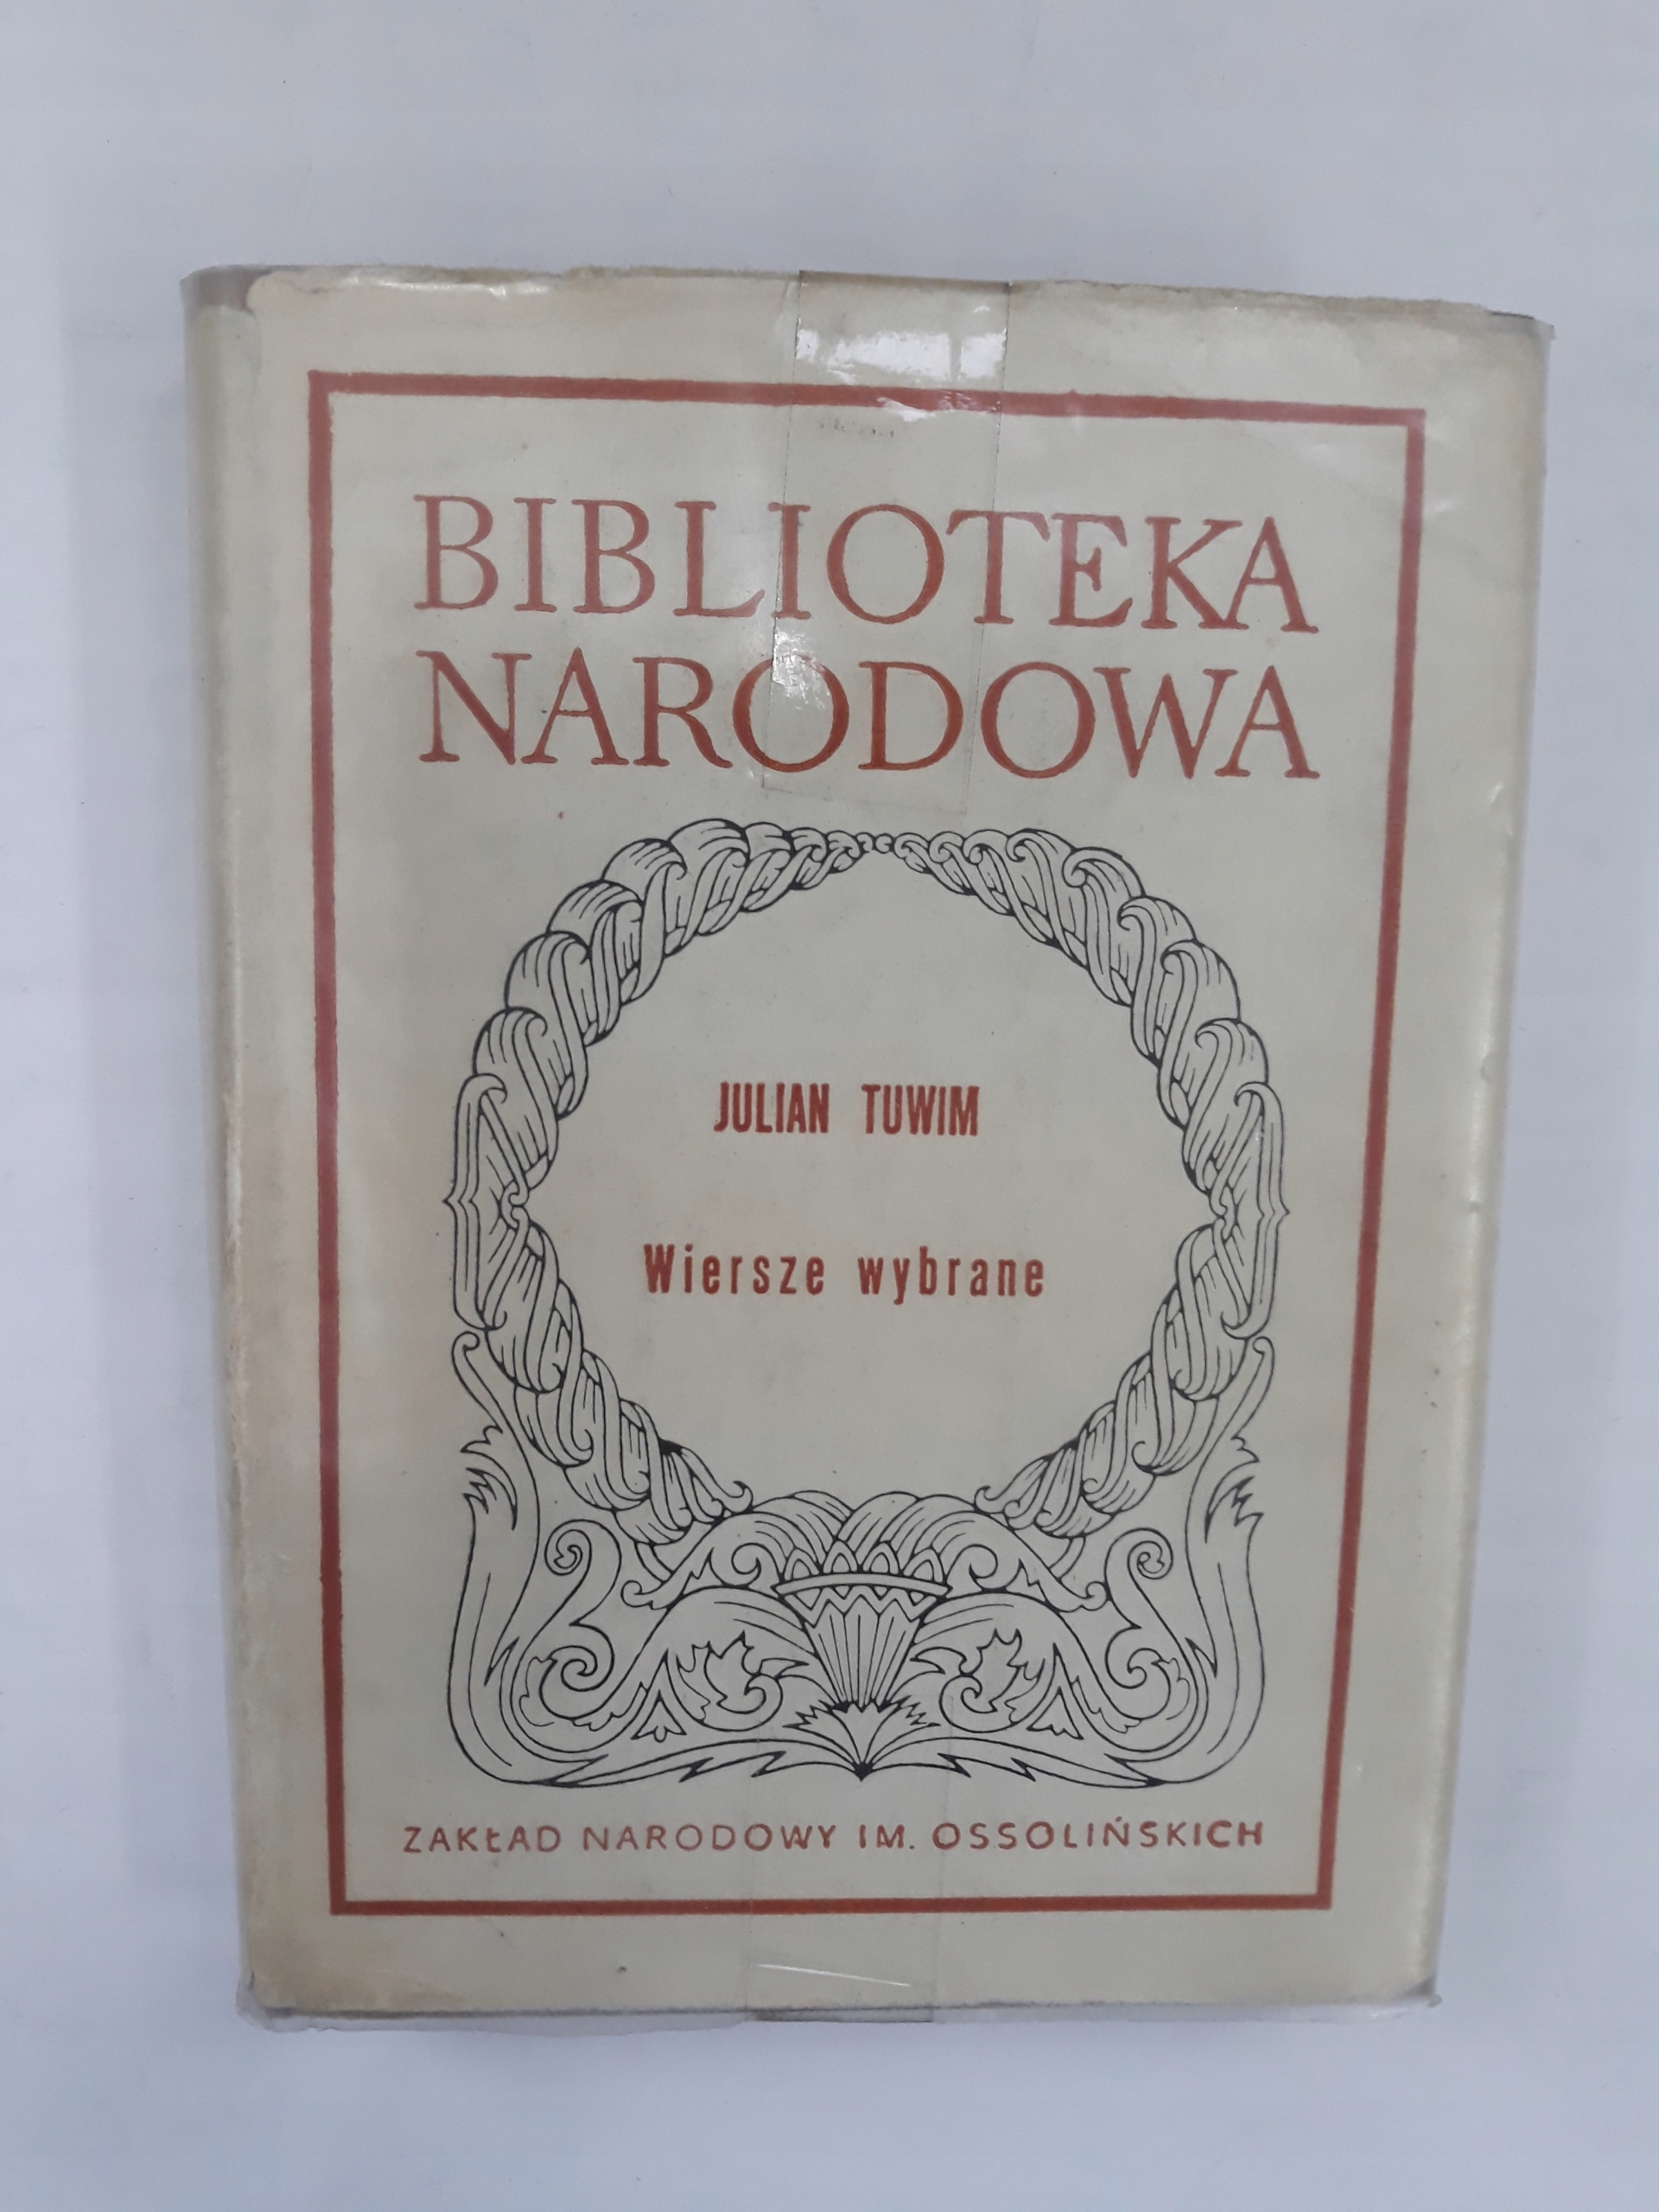 BIBLIOTEKA
NARODOWA
JULIAN TUWIM
Wiersze wybrane
ZAKŁAD NARODOWY IM. OSSOLIŃSKICH